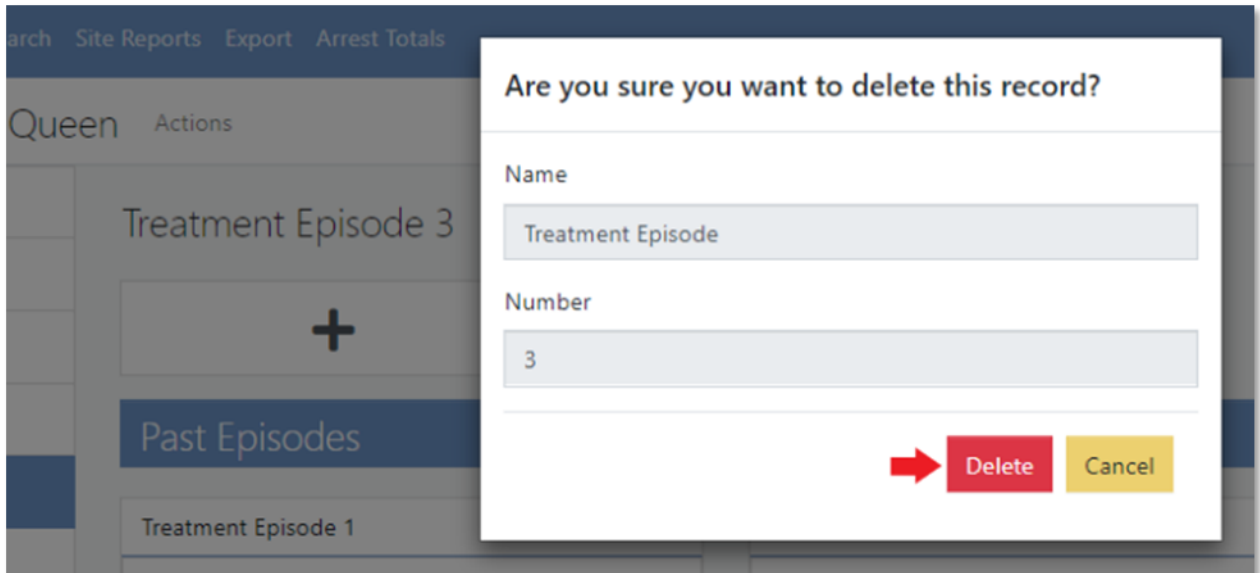 Site Reports Export Arrest Totals
Are you sure you want to delete this record?
Queen Actions
Name
Treatment Episode 3
Treatment Episode
Number
3
Past Episodes
Delete Cancel
Treatment Episode 1